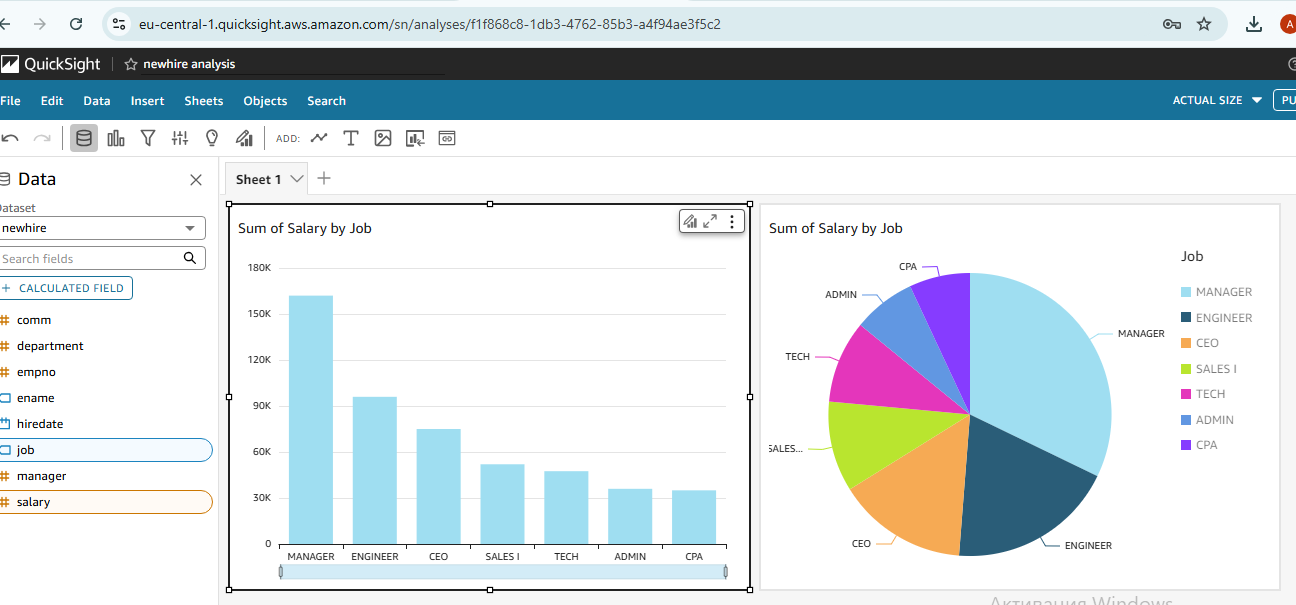 eu-central-1.quicksight.aws.amazon.com/sn/analyses/f1f868c8-1db3-4762-85b3-a4f94ae3f5c2
A
QuickSight
newhire analysis
File Edit Data Insert Sheets Objects Search
ACTUAL SIZE
PU
ADD:
Data
Sheet 1
Dataset
newhire
Search fields
CALCULATED FIELD
comm
department
empno
ename
hiredate
job
manager
salary
Sum of Salary by Job
180K
150K
120K
90K
60K
30K
0
MANAGER ENGINEER CEO SALES I TECH ADMIN CPA
Sum of Salary by Job
CPA
ADMIN
MANAGER
TECH
SALES...
CEO
ENGINEER
Job
MANAGER
ENGINEER
CEO
SALES I
TECH
ADMIN
CPA
Активация Windows